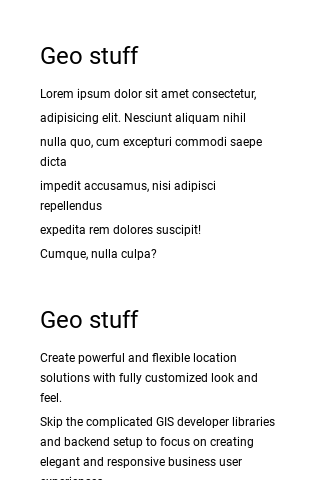 Geo stuff
Lorem ipsum dolor sit amet consectetur,
adipisicing elit. Nesciunt aliquam nihil
nulla quo, cum excepturi commodi saepe
dicta
impedit accusamus, nisi adipisci
repellendus
expedita rem dolores suscipit!
Cumque, nulla culpa?
Geo stuff
Create powerful and flexible location
solutions with fully customized look and
feel.
Skip the complicated GIS developer libraries
and backend setup to focus on creating
elegant and responsive business user